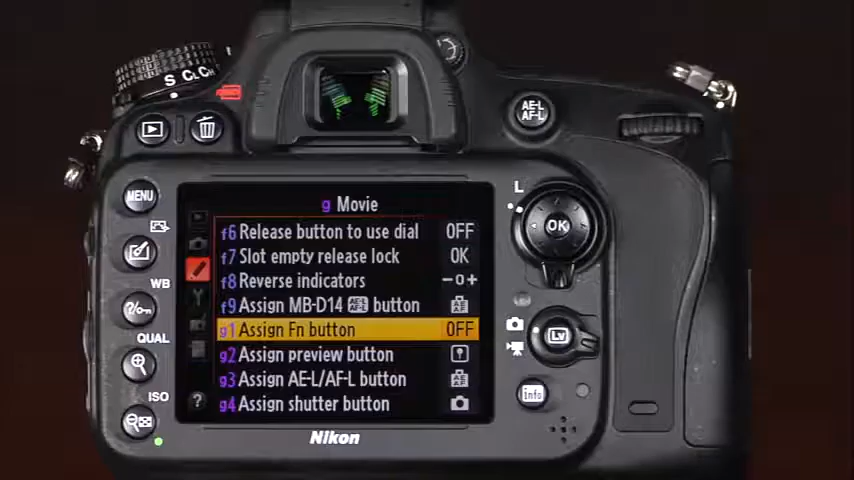 S CL CH
AE-L
AF-L
MENU
L
OK
WB
?/
QUAL
ISO
Lv
info
g Movie
f6 Release button to use dial OFF
f7 Slot empty release lock OK
f8 Reverse indicators -0+
f9 Assign MB-D14 AE-L AF-L button
g1 Assign Fn button OFF
g2 Assign preview button
g3 Assign AE-L/AF-L button
g4 Assign shutter button
?
Nikon